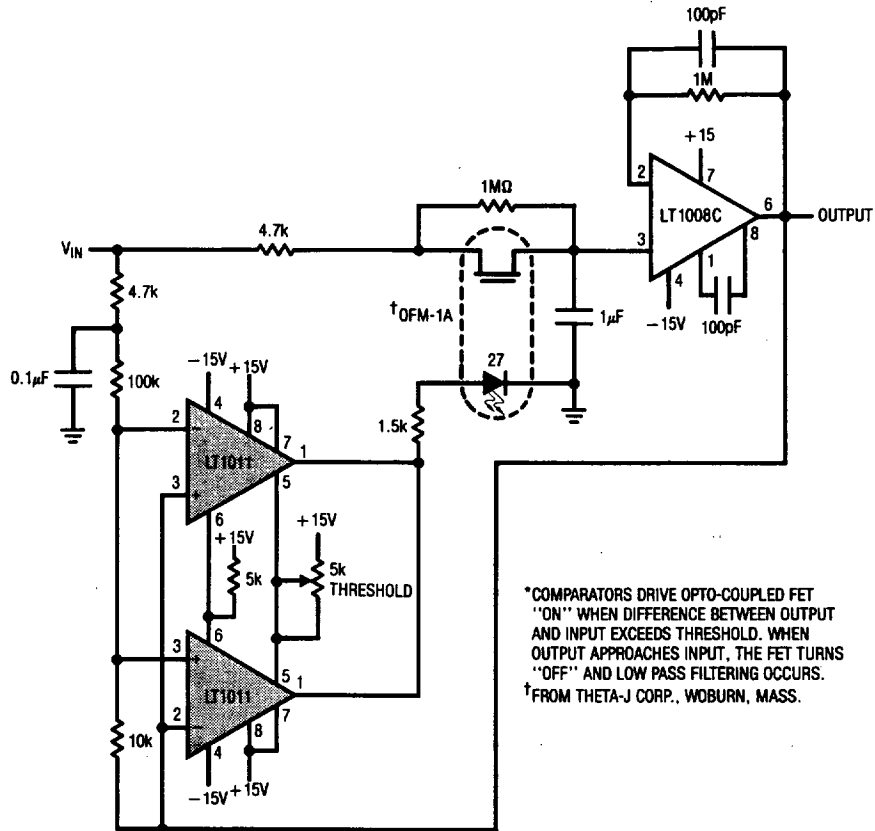 100pF
1M
+15
2
7
LT1008C
6
OUTPUT
3
8
1
4
-15V
100pF
1MΩ
VIN
4.7k
4.7k
†OFM-1A
1µF
27
0.1µF
100k
-15V
+15V
4
8
2
-
7
1
LT1011
5
3
+
6
1.5k
+15V
5k
+15V
5k
THRESHOLD
6
3
+
5
1
LT1011
7
2
-
8
4
10k
-15V
+15V
*COMPARATORS DRIVE OPTO-COUPLED FET
"ON" WHEN DIFFERENCE BETWEEN OUTPUT
AND INPUT EXCEEDS THRESHOLD. WHEN
OUTPUT APPROACHES INPUT, THE FET TURNS
"OFF" AND LOW PASS FILTERING OCCURS.
†FROM THETA-J CORP., WOBURN, MASS.